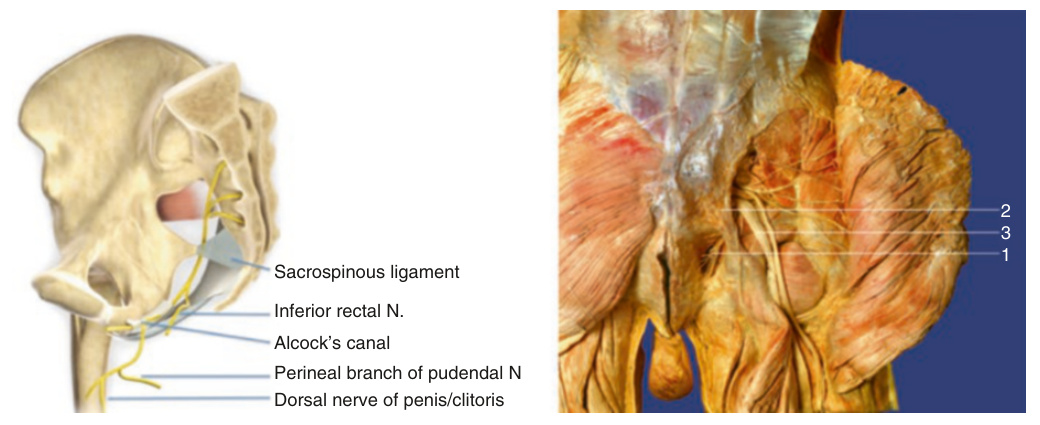 Sacrospinous ligament
Inferior rectal N.
Alcock's canal
Perineal branch of pudendal N
Dorsal nerve of penis/clitoris
2
3
1